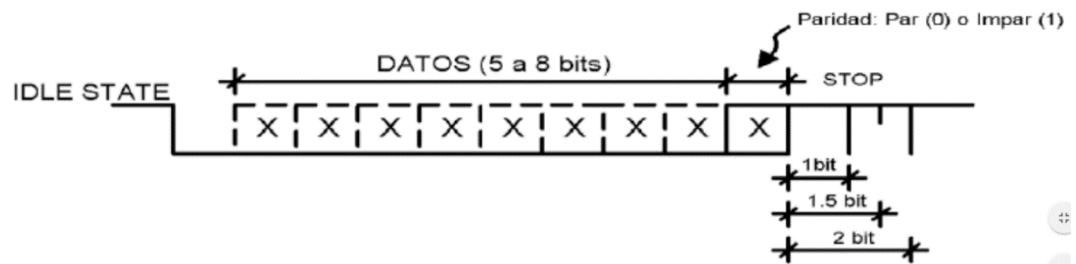 Paridad: Par (0) o Impar (1)
DATOS (5 a 8 bits)
STOP
IDLE STATE
X X X X X X X X X
1bit
1.5 bit
2 bit